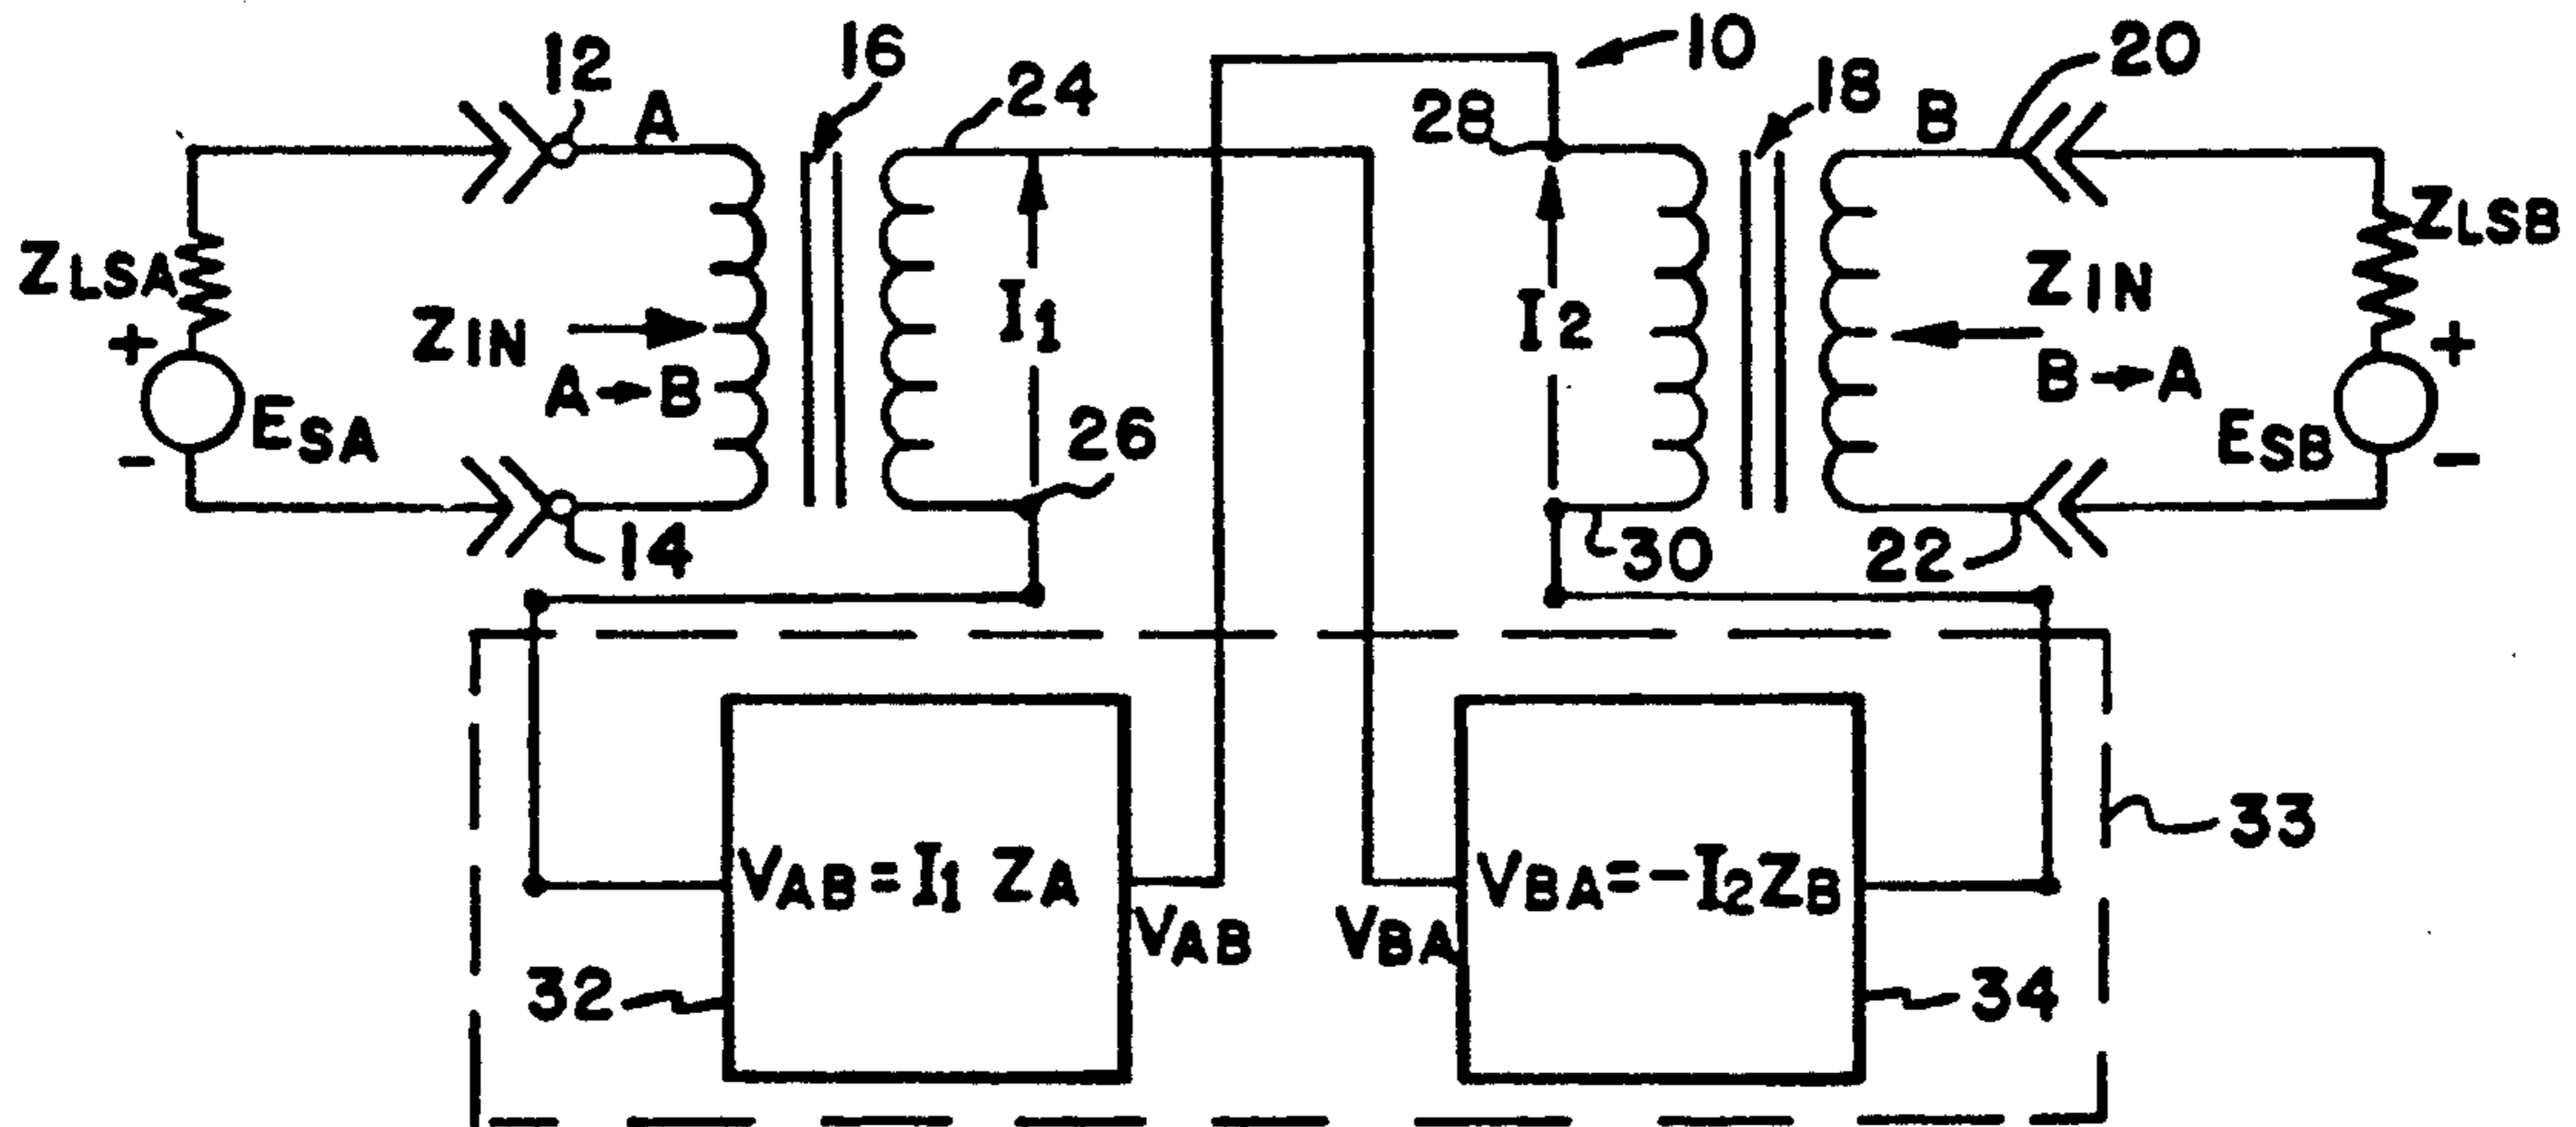 12
16
10
20
A
24
28
18
B
ZLSA
ZLSB
ZIN
A→B
I1
I2
ZIN
B→A
+
ESA
-
+
ESB
-
26
14
30
22
VAB=I1 ZA
VBA=-I2ZB
33
VAB
VBA
32
34